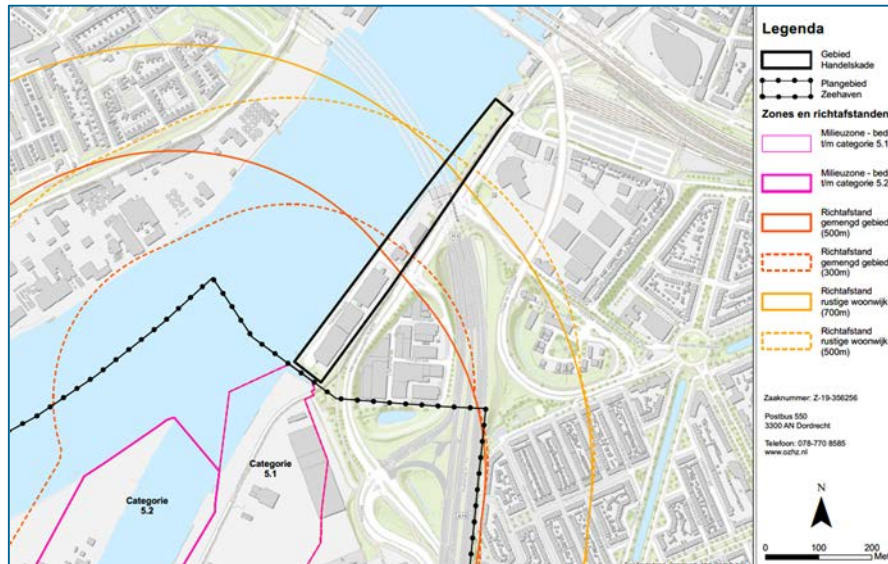 Legenda
Gebied
Handelskade
Plangebied
Zeehaven
Zones en richtafstanden
Milieuzone - bed
t/m categorie 5.1
Milieuzone - bed
t/m categorie 5.2
Richtafstand
gemengd gebied
(500m)
Richtafstand
gemengd gebied
(300m)
Richtafstand
rustige woonwijk
(700m)
Richtafstand
rustige woonwijk
(500m)
Zaaknummer: Z-19-356256
Postbus 550
3300 AN Dordrecht
Telefoon: 078-770 8585
www.ozhz.nl
N
0 100 200
Met
Categorie
5.1
Categorie
5.2